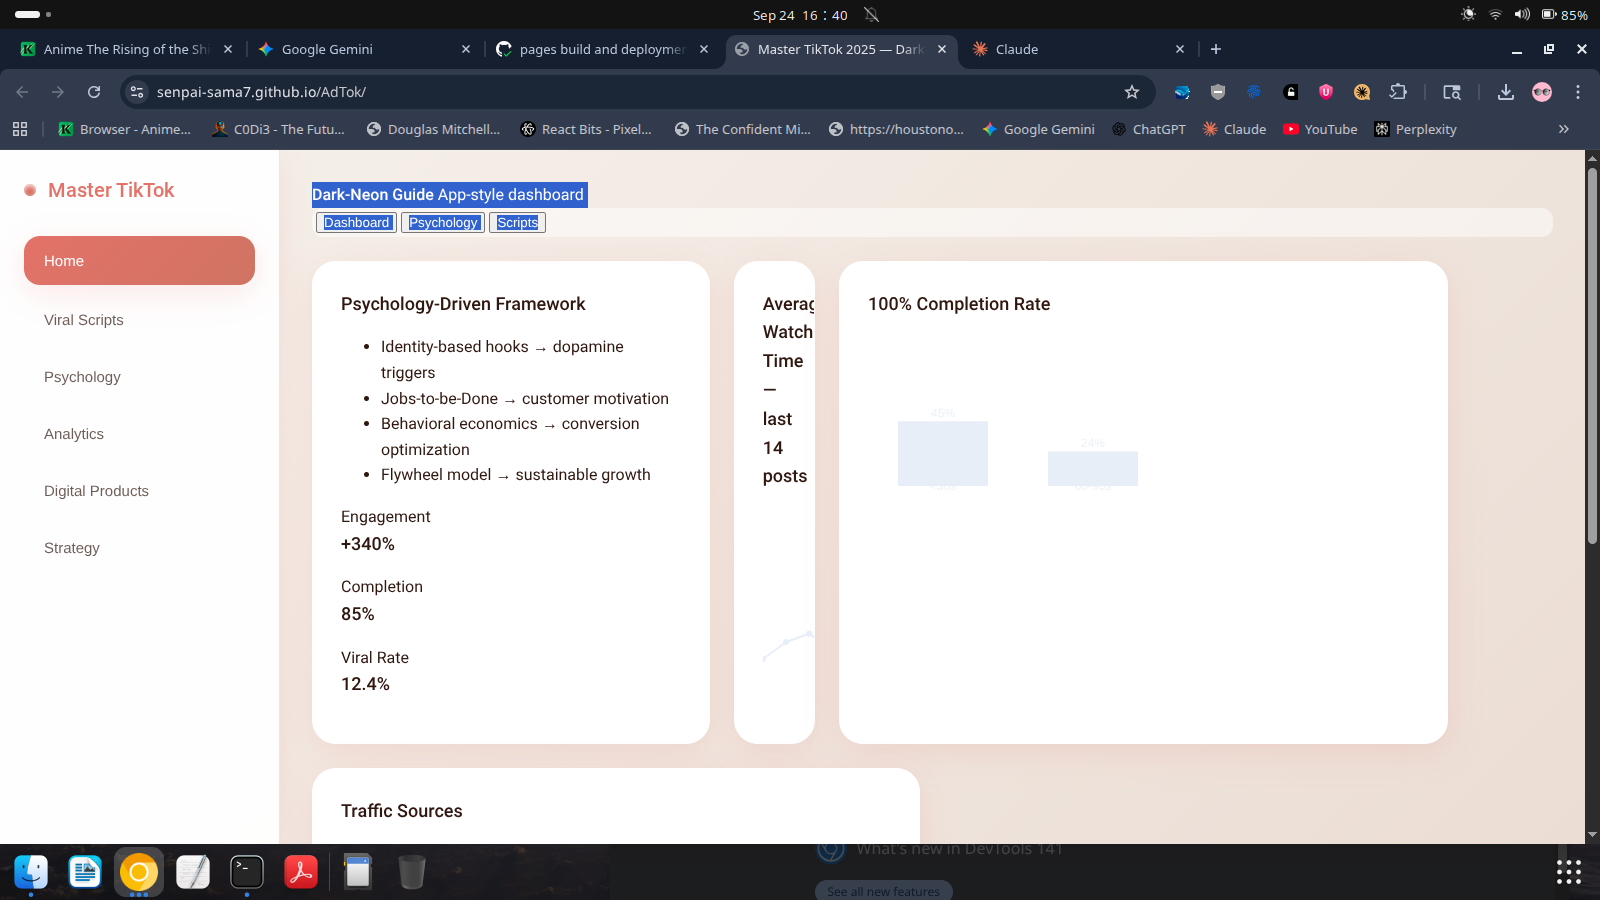 Sep 24 16 : 40
85%
Anime The Rising of the Shi
Google Gemini
pages build and deploymen
Master TikTok 2025 — Dark
Claude
senpai-sama7.github.io/AdTok/
Browser - Anime...
C0Di3 - The Futu...
Douglas Mitchell...
React Bits - Pixel...
The Confident Mi...
https://houstono...
Google Gemini
ChatGPT
Claude
YouTube
Perplexity
Master TikTok
Home
Viral Scripts
Psychology
Analytics
Digital Products
Strategy
Dark-Neon Guide App-style dashboard
Dashboard Psychology Scripts
Psychology-Driven Framework
• Identity-based hooks → dopamine
triggers
• Jobs-to-be-Done → customer motivation
• Behavioral economics → conversion
optimization
• Flywheel model → sustainable growth
Engagement
+340%
Completion
85%
Viral Rate
12.4%
Averag
Watch
Time
—
last
14
posts
100% Completion Rate
45%
24%
Traffic Sources
What's new in DevTools 141
See all new features